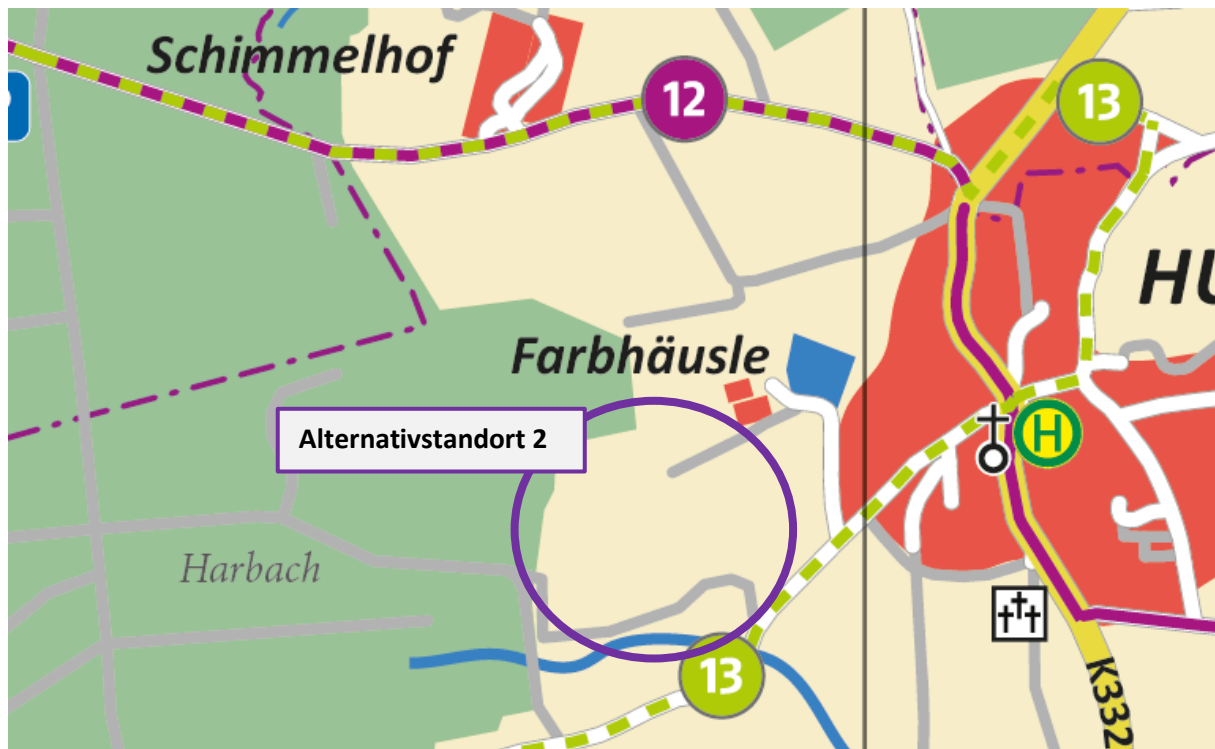 Schimmelhof
12
13
HU
Farbhäusle
Alternativstandort 2
H
Harbach
13
K332